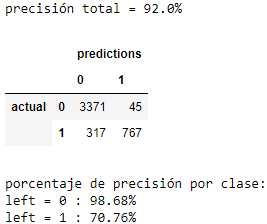 precisión total = 92.0%
predictions
0 1
actual 0 3371 45
1 317 767
porcentaje de precisión por clase:
left = 0 : 98.68%
left = 1 : 70.76%